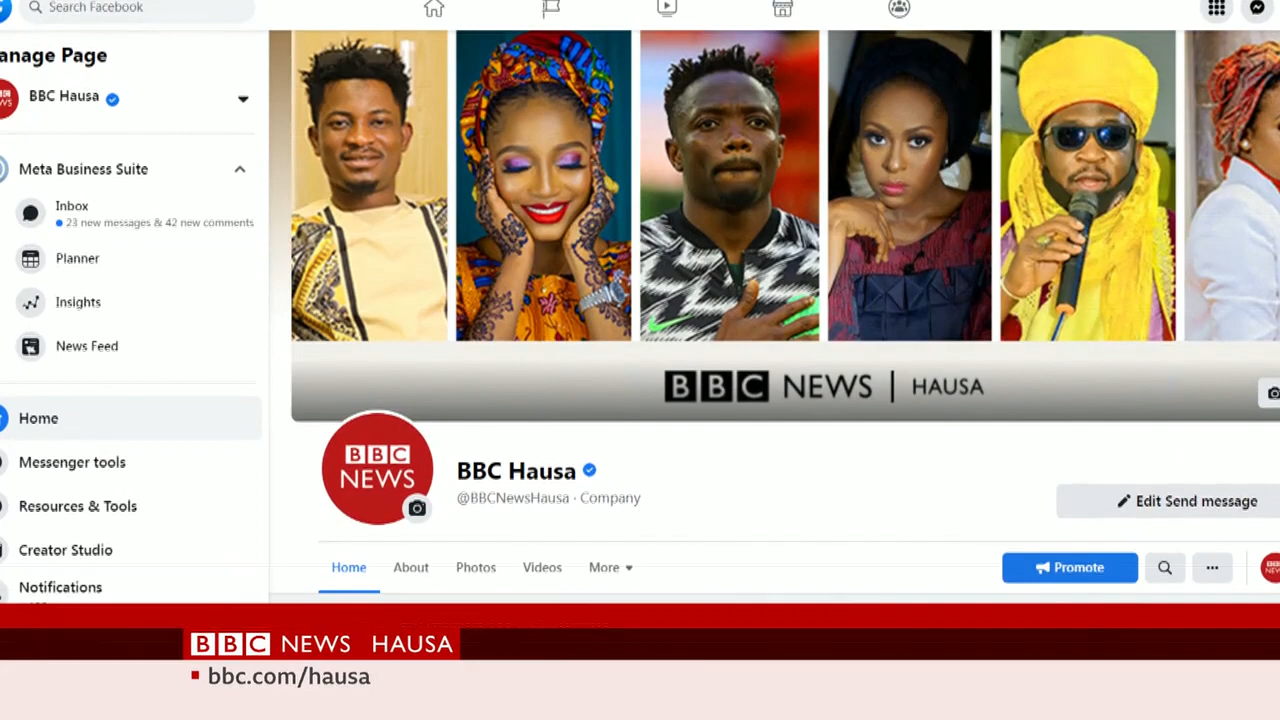 Search Facebook
anage Page
BBC Hausa
Meta Business Suite
Inbox
23 new messages & 42 new comments
Planner
Insights
News Feed
Home
Messenger tools
Resources & Tools
Creator Studio
Notifications
BBC NEWS | HAUSA
BBC
NEWS
BBC Hausa
@BBCNewsHausa · Company
Edit Send message
Home
About
Photos
Videos
More
Promote
BBC NEWS HAUSA
bbc.com/hausa